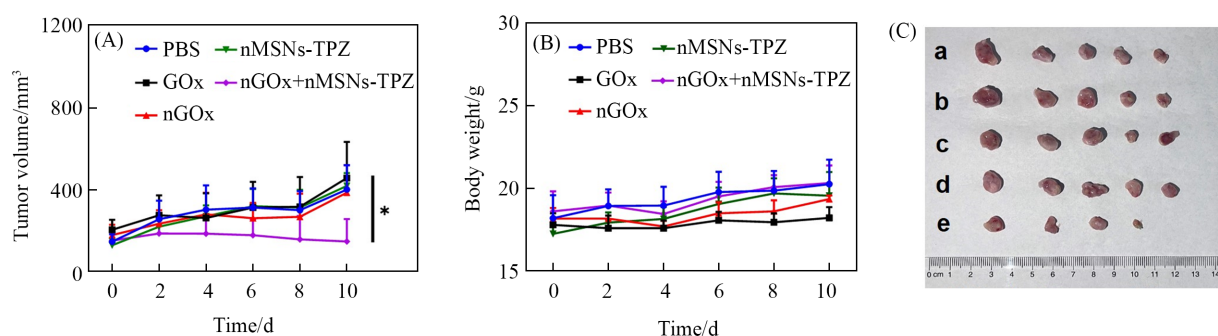 (A)
1200
800
400
0
Tumor volume/mm³
PBS
nMSNs-TPZ
GOx
nGOx+nMSNs-TPZ
nGOx
*
0 2 4 6 8 10
Time/d
(B)
30
25
20
15
Body weight/g
PBS
nMSNs-TPZ
GOx
nGOx+nMSNs-TPZ
nGOx
0 2 4 6 8 10
Time/d
(C)
a
b
c
d
e
0 cm 1 2 3 4 5 6 7 8 9 10 11 12 13 14